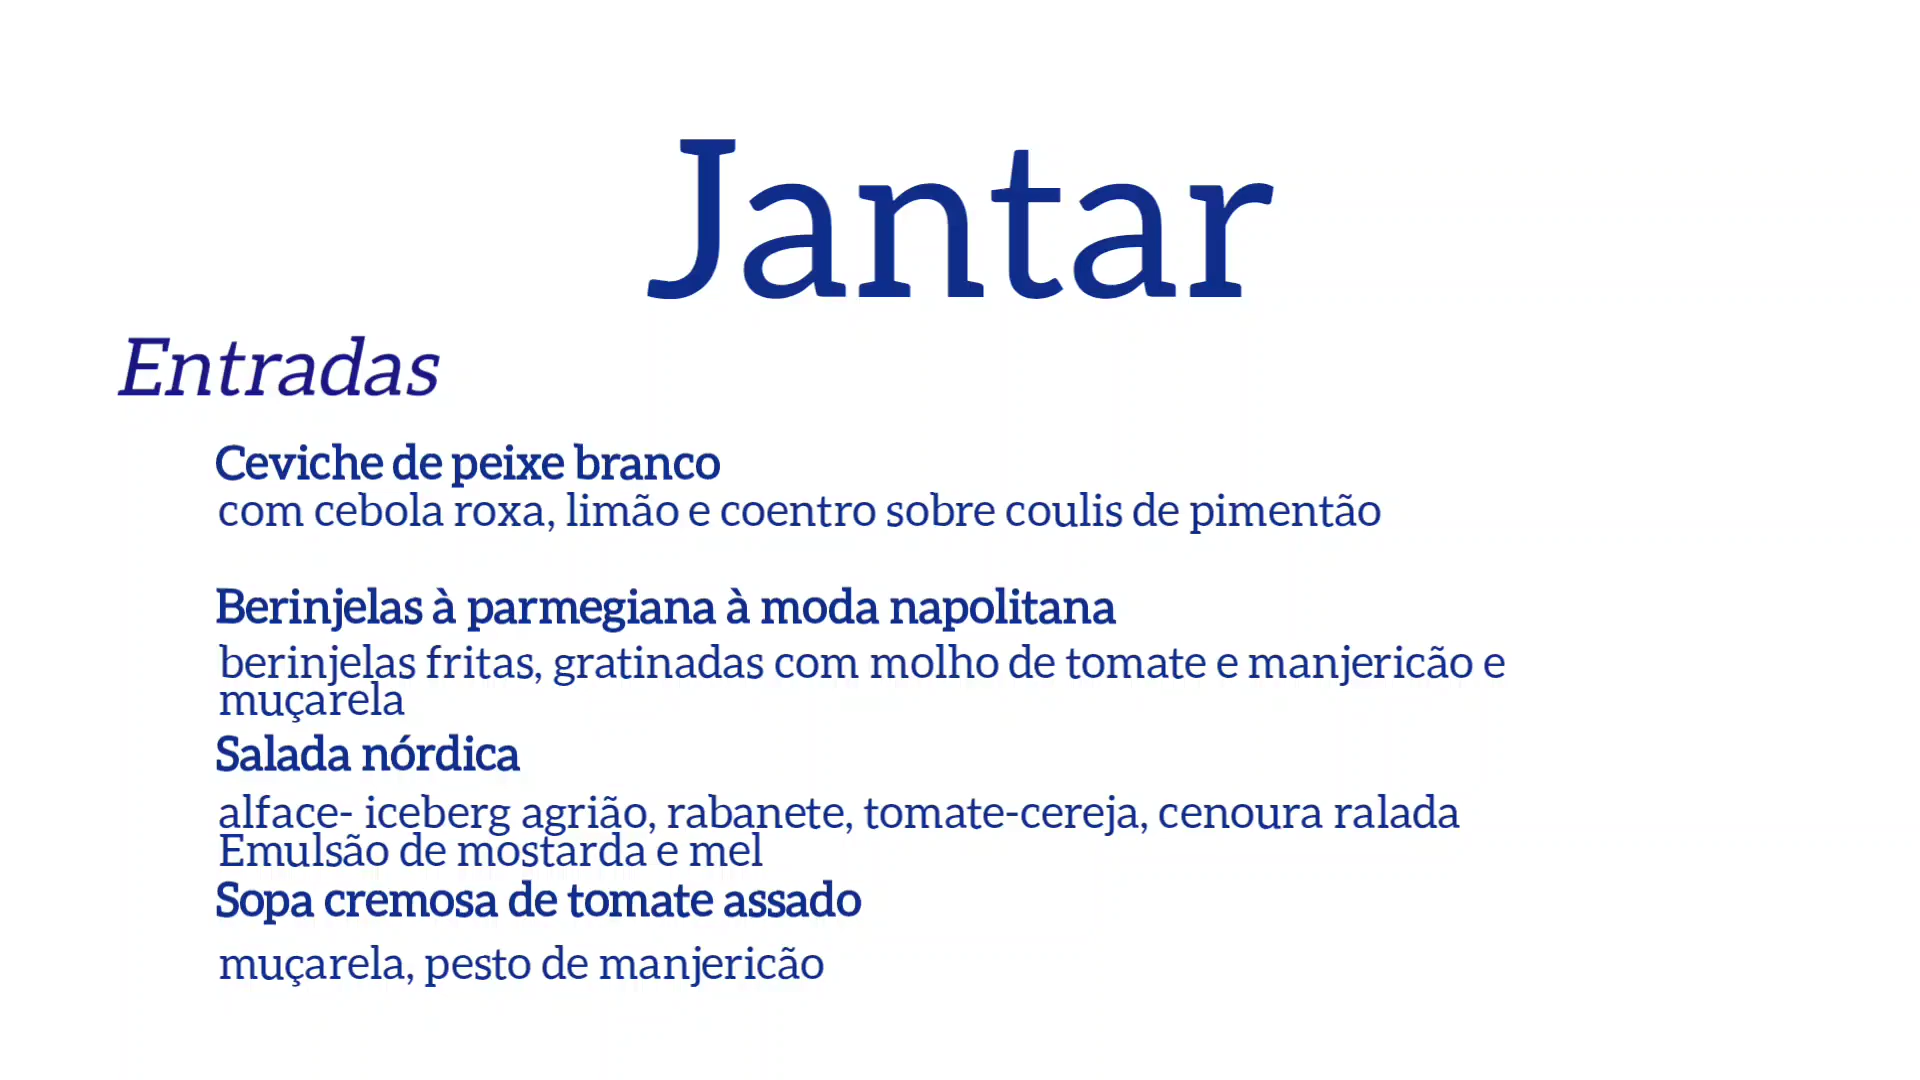 Jantar
Entradas
Ceviche de peixe branco
com cebola roxa, limão e coentro sobre coulis de pimentão
Berinjelas à parmegiana à moda napolitana
berinjelas fritas, gratinadas com molho de tomate e manjericão e
muçarela
Salada nórdica
alface- iceberg agrião, rabanete, tomate-cereja, cenoura ralada
Emulsão de mostarda e mel
Sopa cremosa de tomate assado
muçarela, pesto de manjericão